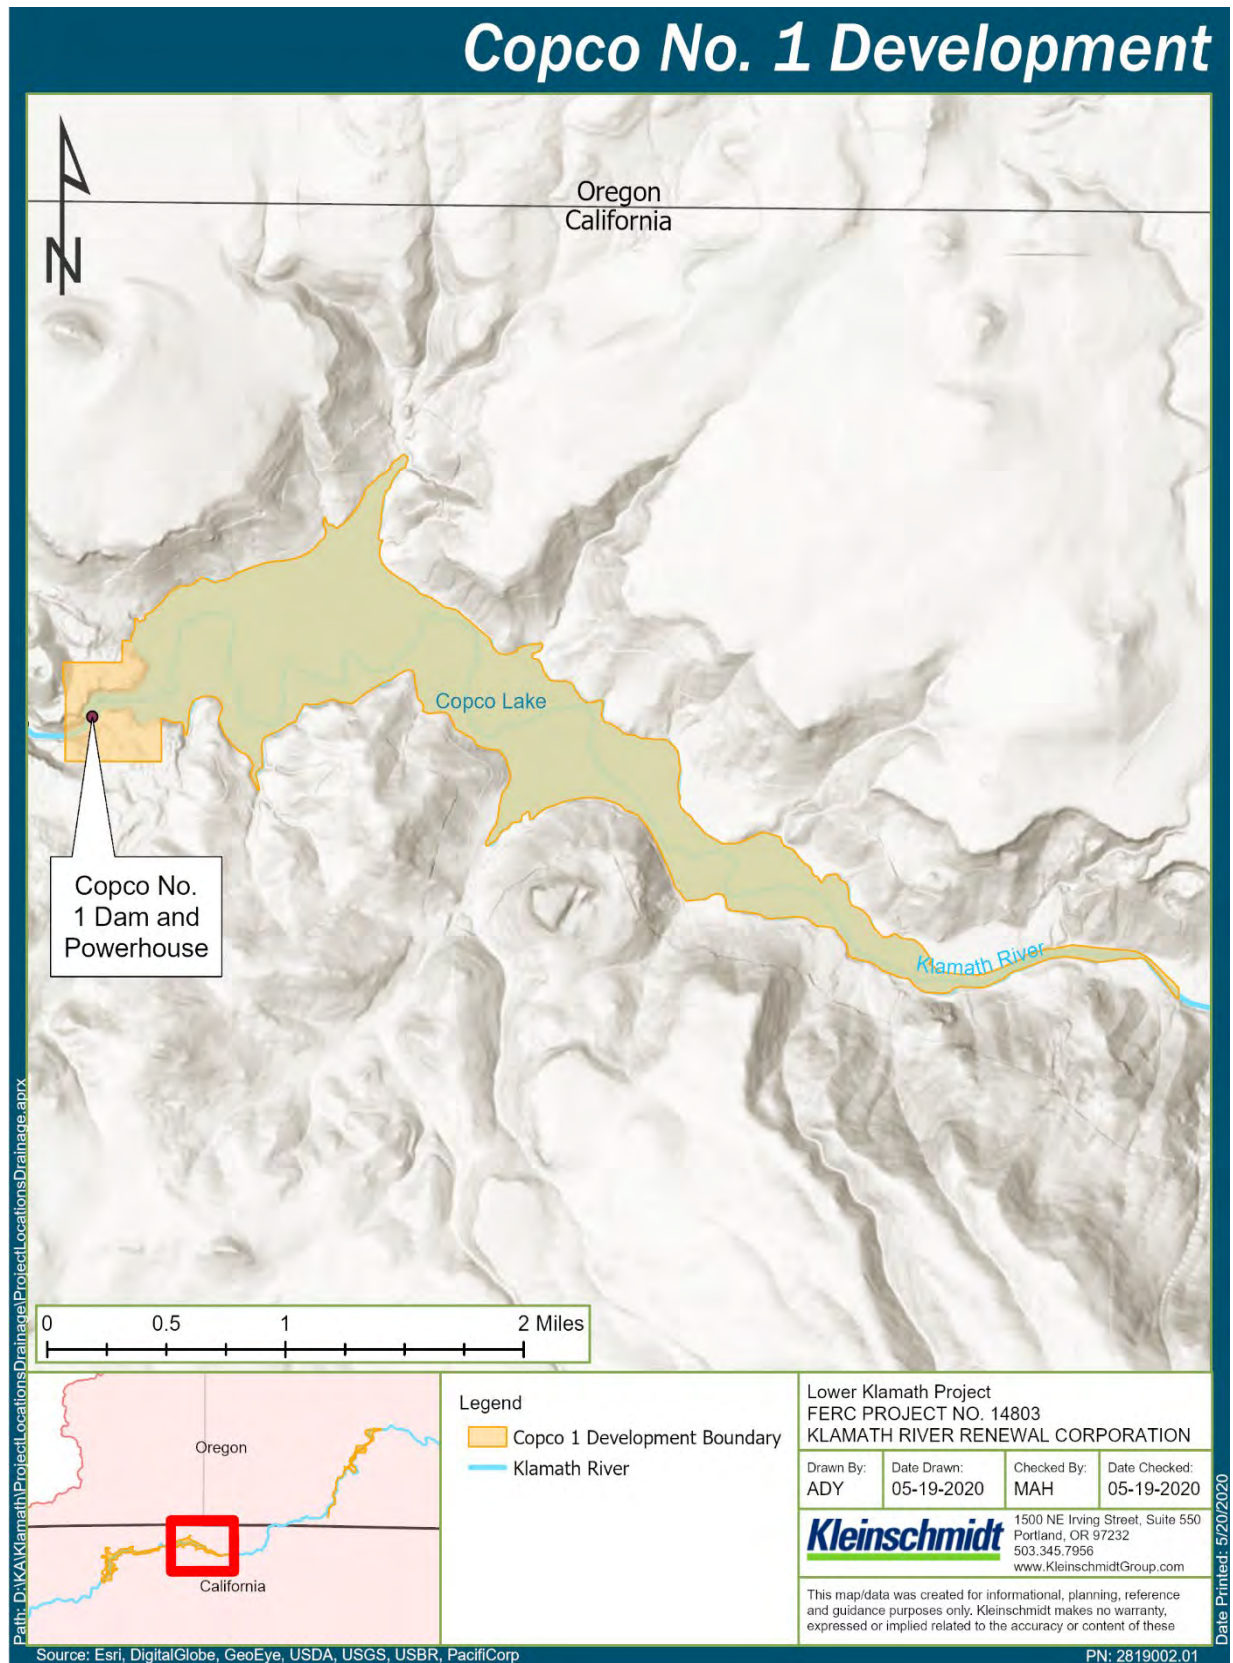 Copco No. 1 Development
Oregon
California
N
Copco Lake
Klamath River
Copco No.
1 Dam and
Powerhouse
0 0.5 1 2 Miles
Oregon
California
Legend
Copco 1 Development Boundary
Klamath River
Lower Klamath Project
FERC PROJECT NO. 14803
KLAMATH RIVER RENEWAL CORPORATION
Drawn By:
ADY
Date Drawn:
05-19-2020
Checked By:
MAH
Date Checked:
05-19-2020
Kleinschmidt
1500 NE Irving Street, Suite 550
Portland, OR 97232
503.345.7956
www.KleinschmidtGroup.com
This map/data was created for informational, planning, reference
and guidance purposes only. Kleinschmidt makes no warranty,
expressed or implied related to the accuracy or content of these
Path: D:\KA\Klamath\ProjectLocationsDrainage\ProjectLocationsDrainage.aprx
Date Printed: 5/20/2020
Source: Esri, DigitalGlobe, GeoEye, USDA, USGS, USBR, PacifiCorp
PN: 2819002.01